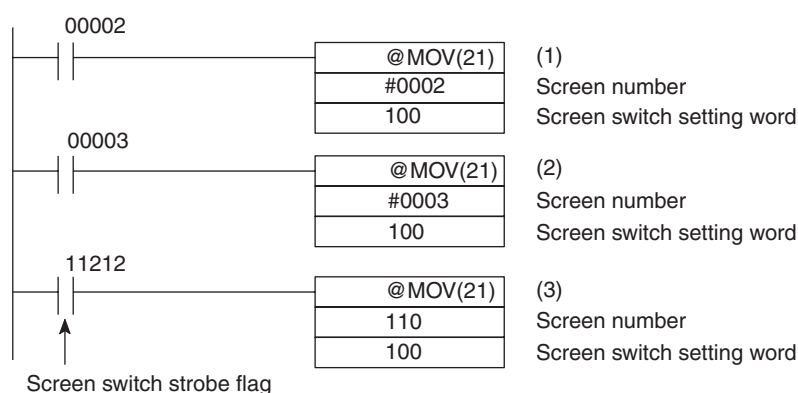 00002
@MOV(21) (1)
#0002 Screen number
100 Screen switch setting word
00003
@MOV(21) (2)
#0003 Screen number
100 Screen switch setting word
11212
@MOV(21) (3)
110 Screen number
100 Screen switch setting word
Screen switch strobe flag